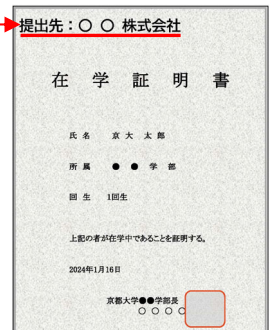 提出先：○ ○ 株式会社
在 学 証 明 書
氏 名 京 大 太 郎
所 属 ● ● 学 部
回 生 1回生
上記の者が在学中であることを証明する。
2024年1月16日
京都大学●●学部長
○ ○ ○ ○